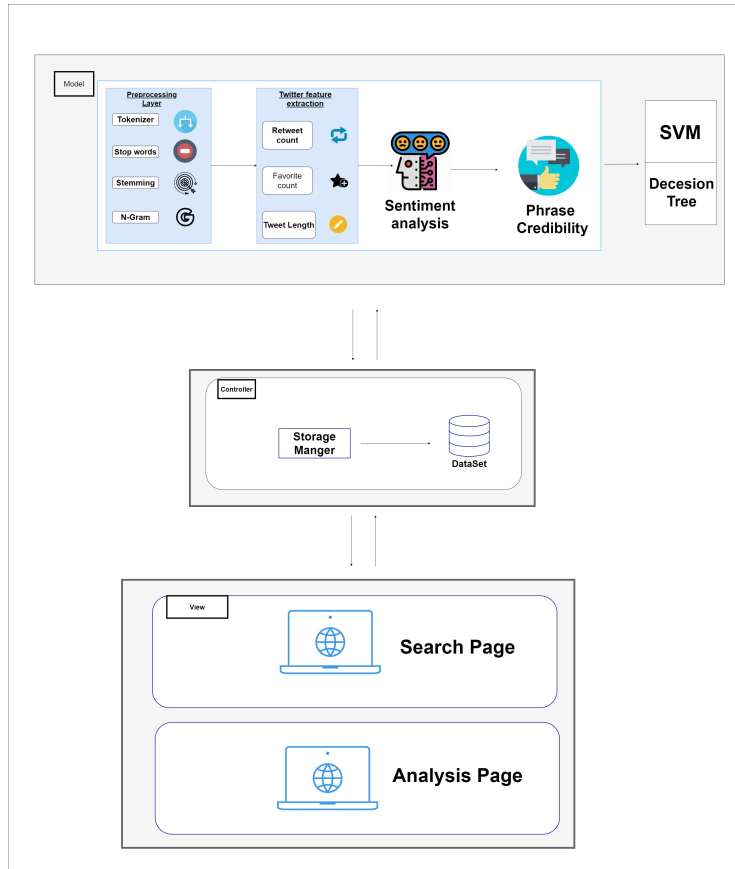 Model
Preprocessing
Layer
Tokenizer
Stop words
Stemming
N-Gram
Twitter feature
extraction
Retweet
count
Favorite
count
Tweet Length
Sentiment
analysis
Phrase
Credibility
SVM
Decesion
Tree
Controller
Storage
Manger
DataSet
View
Search Page
Analysis Page